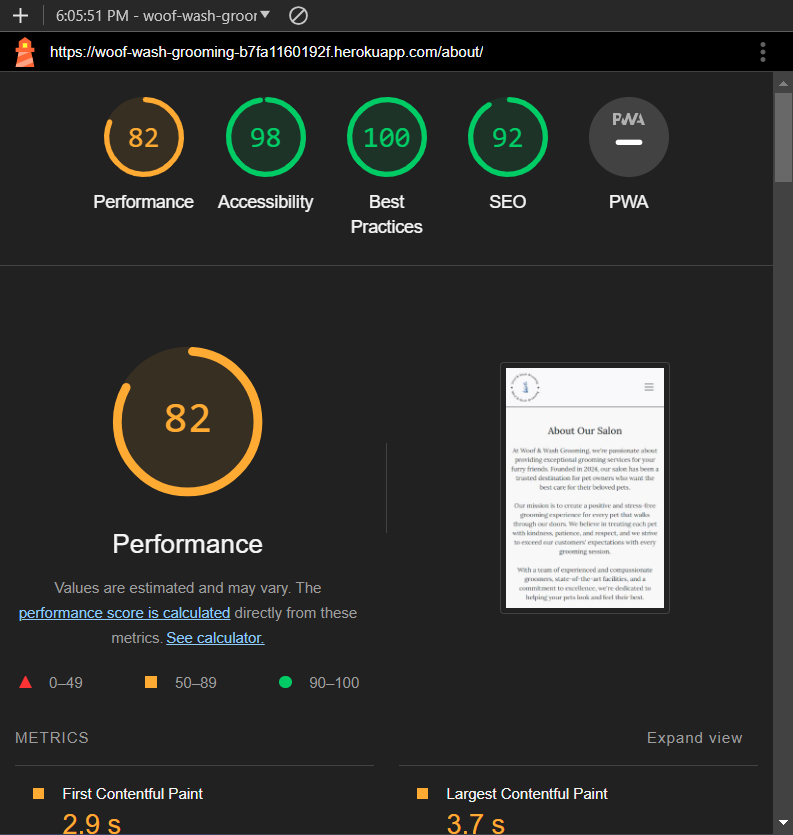 6:05:51 PM - woof-wash-groor
https://woof-wash-grooming-b7fa1160192f.herokuapp.com/about/
82 98 100 92 PWA
Performance Accessibility Best Practices SEO PWA
82
Performance
Values are estimated and may vary. The
performance score is calculated directly from these
metrics. See calculator.
0–49 50–89 90–100
About Our Salon
At Woof & Wash Grooming, we're passionate about
providing exceptional grooming services for your
furry friends. Founded in 2024, our salon has been a
trusted destination for pet owners who want the
best care for their beloved pets.
Our mission is to create a positive and stress-free
grooming experience for every pet that walks
through our doors. We believe in treating each pet
with kindness, patience, and respect, and we strive
to exceed our customers' expectations with every
grooming session.
With a team of experienced and compassionate
groomers, state-of-the-art facilities, and a
commitment to excellence, we're dedicated to
helping your pets look and feel their best.
METRICS Expand view
First Contentful Paint Largest Contentful Paint
2.9 s 3.7 s